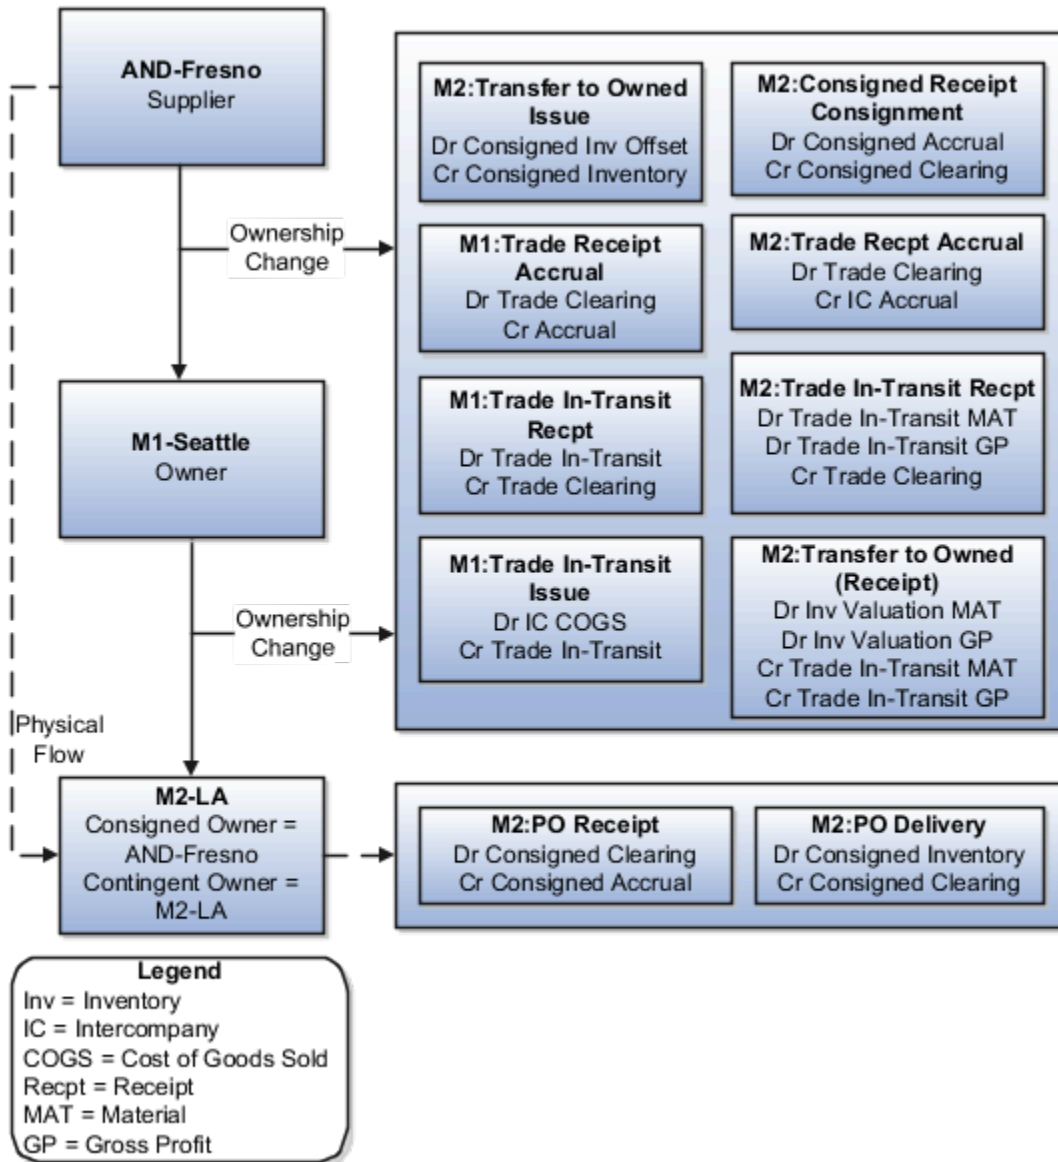 AND-Fresno
Supplier
Ownership
Change
M1-Seattle
Owner
Ownership
Change
Physical
Flow
M2-LA
Consigned Owner =
AND-Fresno
Contingent Owner =
M2-LA
M2:Transfer to Owned
Issue
Dr Consigned Inv Offset
Cr Consigned Inventory
M2:Consigned Receipt
Consignment
Dr Consigned Accrual
Cr Consigned Clearing
M1:Trade Receipt
Accrual
Dr Trade Clearing
Cr Accrual
M2:Trade Recpt Accrual
Dr Trade Clearing
Cr IC Accrual
M1:Trade In-Transit
Recpt
Dr Trade In-Transit
Cr Trade Clearing
M2:Trade In-Transit Recpt
Dr Trade In-Transit MAT
Dr Trade In-Transit GP
Cr Trade Clearing
M1:Trade In-Transit
Issue
Dr IC COGS
Cr Trade In-Transit
M2:Transfer to Owned
(Receipt)
Dr Inv Valuation MAT
Dr Inv Valuation GP
Cr Trade In-Transit MAT
Cr Trade In-Transit GP
M2:PO Receipt
Dr Consigned Clearing
Cr Consigned Accrual
M2:PO Delivery
Dr Consigned Inventory
Cr Consigned Clearing
Legend
Inv = Inventory
IC = Intercompany
COGS = Cost of Goods Sold
Recpt = Receipt
MAT = Material
GP = Gross Profit